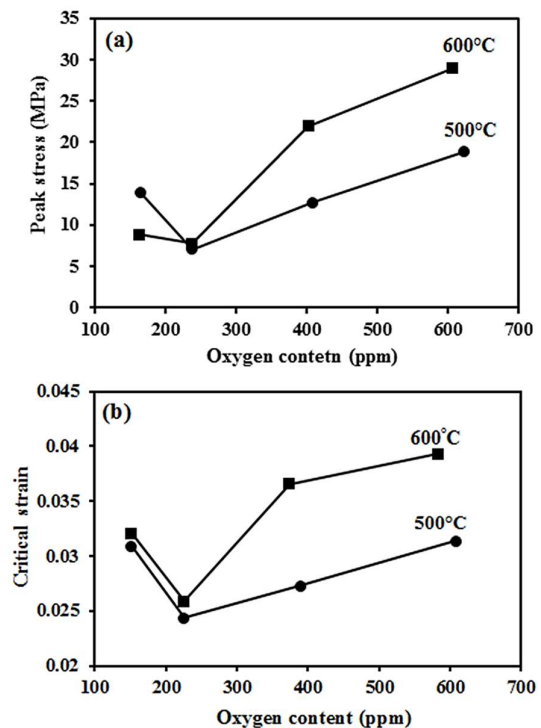 (a)
35
30
25
20
15
10
5
0
Peak stress (MPa)
600°C
500°C
100 200 300 400 500 600 700
Oxygen contetn (ppm)
(b)
0.045
0.04
0.035
0.03
0.025
0.02
Critical strain
600°C
500°C
100 200 300 400 500 600 700
Oxygen content (ppm)